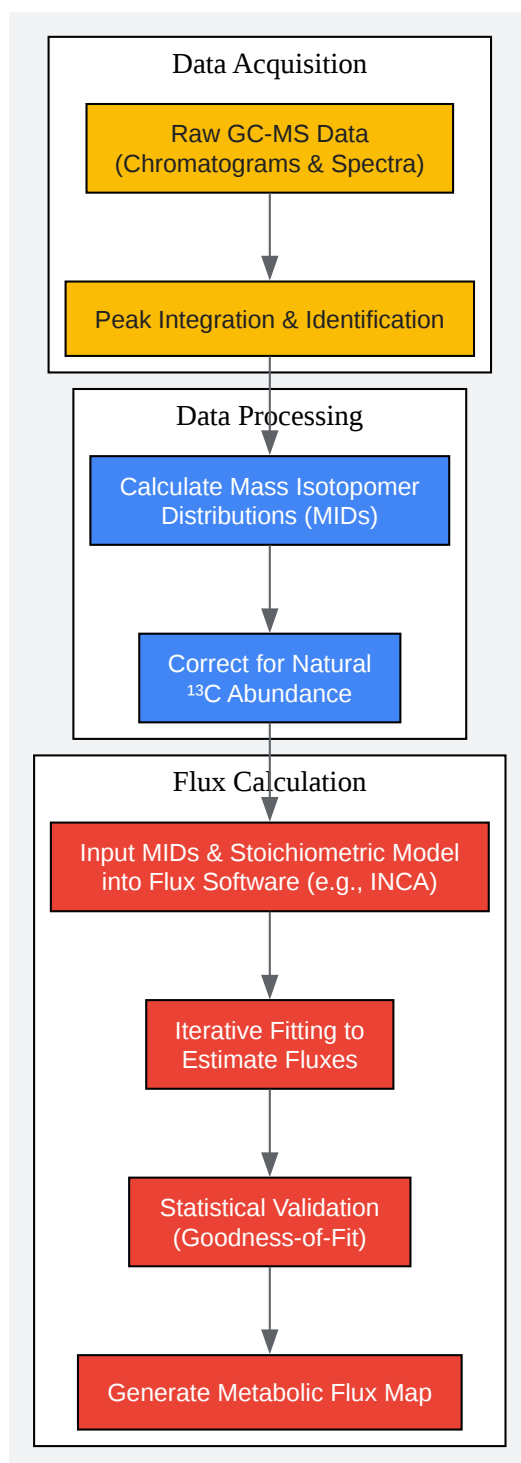 Data Acquisition
Raw GC-MS Data
(Chromatograms & Spectra)
Peak Integration & Identification
Data Processing
Calculate Mass Isotopomer
Distributions (MIDs)
Correct for Natural
¹³C Abundance
Flux Calculation
Input MIDs & Stoichiometric Model
into Flux Software (e.g., INCA)
Iterative Fitting to
Estimate Fluxes
Statistical Validation
(Goodness-of-Fit)
Generate Metabolic Flux Map